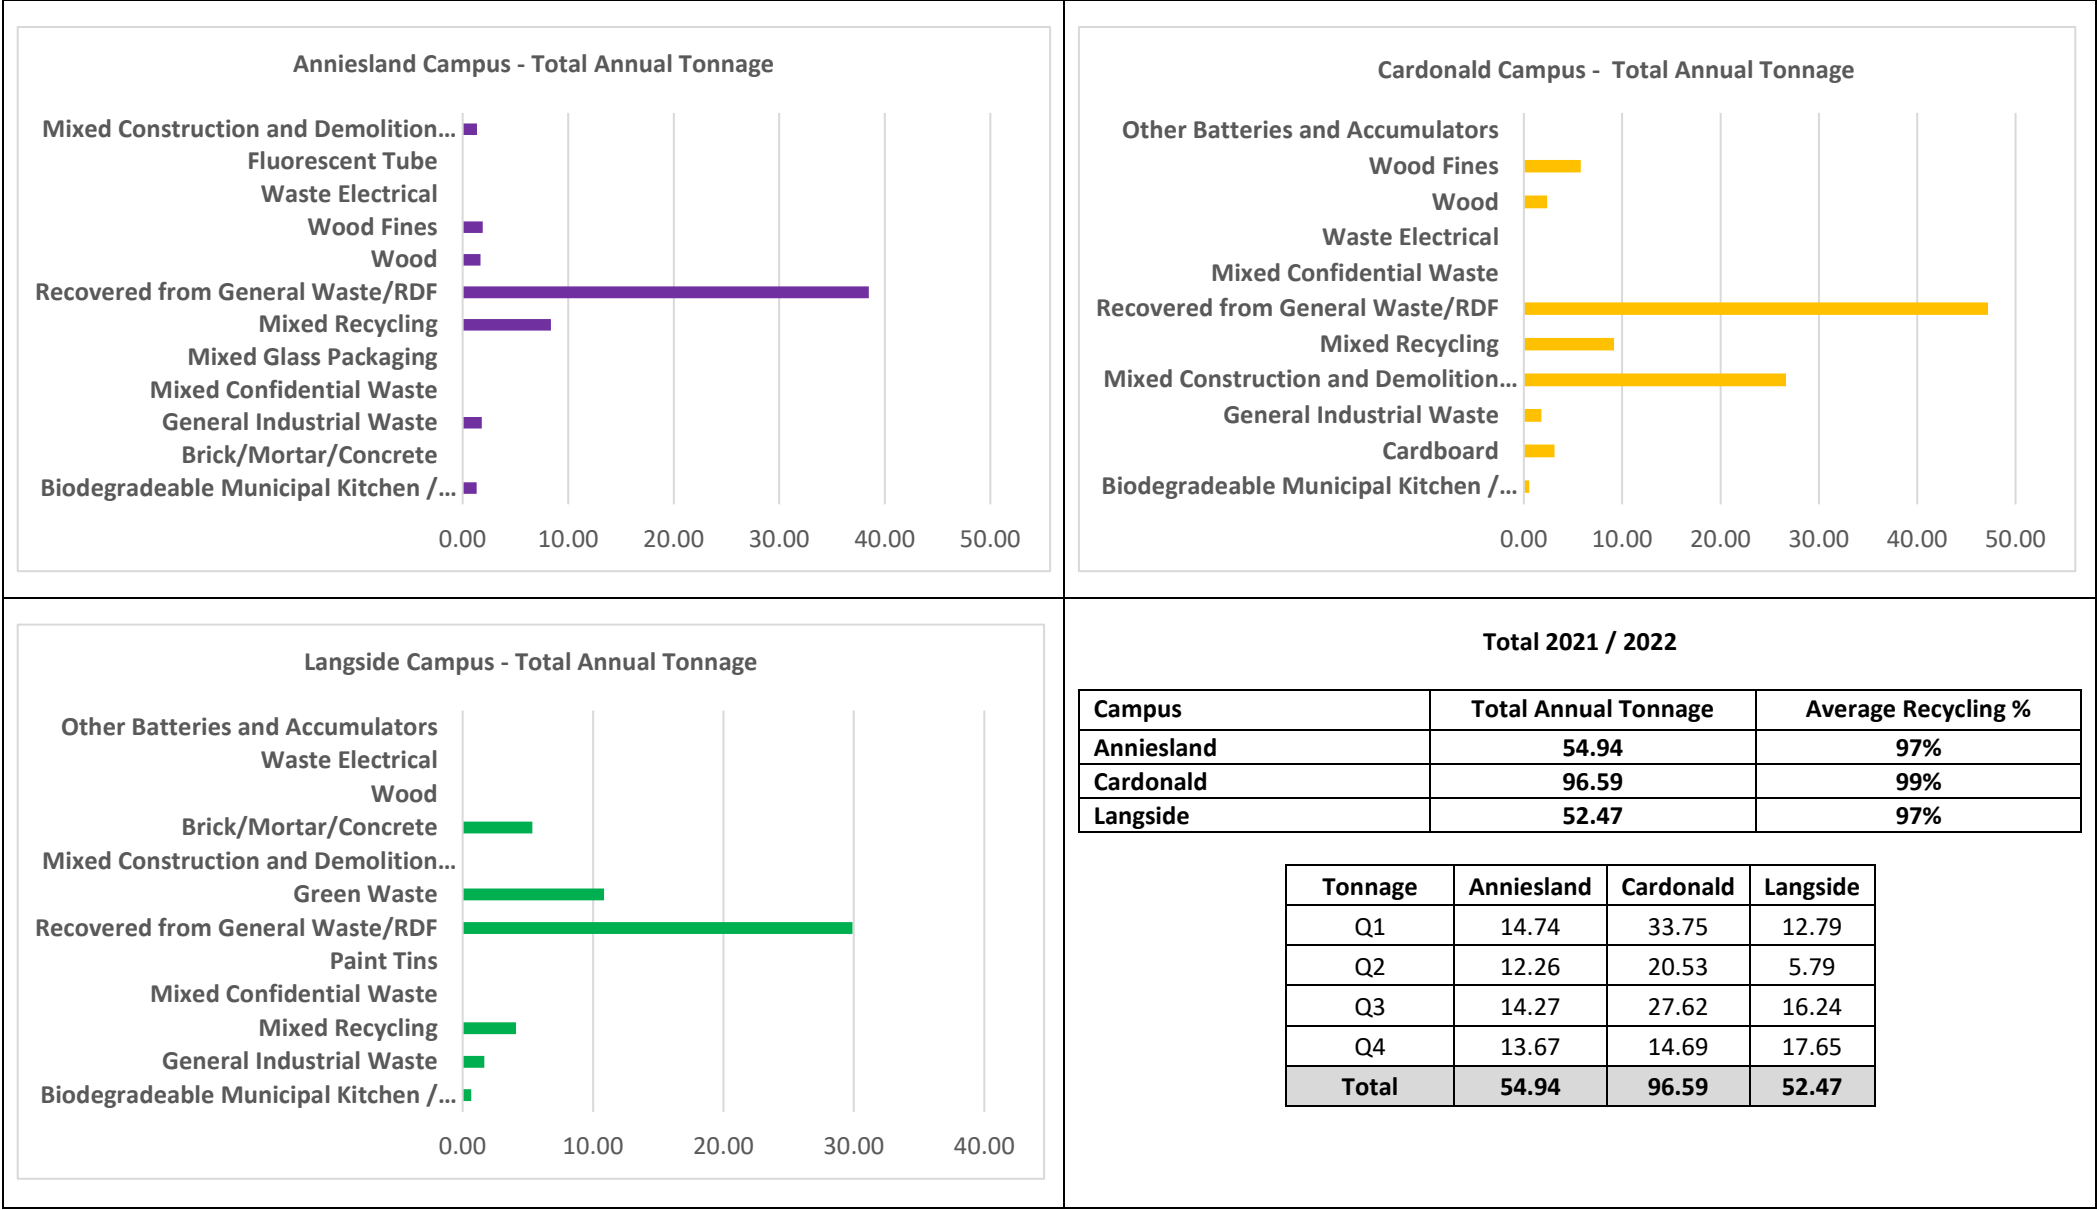 Anniesland Campus - Total Annual Tonnage
Mixed Construction and Demolition...
Fluorescent Tube
Waste Electrical
Wood Fines
Wood
Recovered from General Waste/RDF
Mixed Recycling
Mixed Glass Packaging
Mixed Confidential Waste
General Industrial Waste
Brick/Mortar/Concrete
Biodegradeable Municipal Kitchen /...
0.00 10.00 20.00 30.00 40.00 50.00
Cardonald Campus - Total Annual Tonnage
Other Batteries and Accumulators
Wood Fines
Wood
Waste Electrical
Mixed Confidential Waste
Recovered from General Waste/RDF
Mixed Recycling
Mixed Construction and Demolition...
General Industrial Waste
Cardboard
Biodegradeable Municipal Kitchen /...
0.00 10.00 20.00 30.00 40.00 50.00
Langside Campus - Total Annual Tonnage
Other Batteries and Accumulators
Waste Electrical
Wood
Brick/Mortar/Concrete
Mixed Construction and Demolition...
Green Waste
Recovered from General Waste/RDF
Paint Tins
Mixed Confidential Waste
Mixed Recycling
General Industrial Waste
Biodegradeable Municipal Kitchen /...
0.00 10.00 20.00 30.00 40.00
Total 2021 / 2022
Campus Total Annual Tonnage Average Recycling %
Anniesland 54.94 97%
Cardonald 96.59 99%
Langside 52.47 97%
Tonnage Anniesland Cardonald Langside
Q1 14.74 33.75 12.79
Q2 12.26 20.53 5.79
Q3 14.27 27.62 16.24
Q4 13.67 14.69 17.65
Total 54.94 96.59 52.47